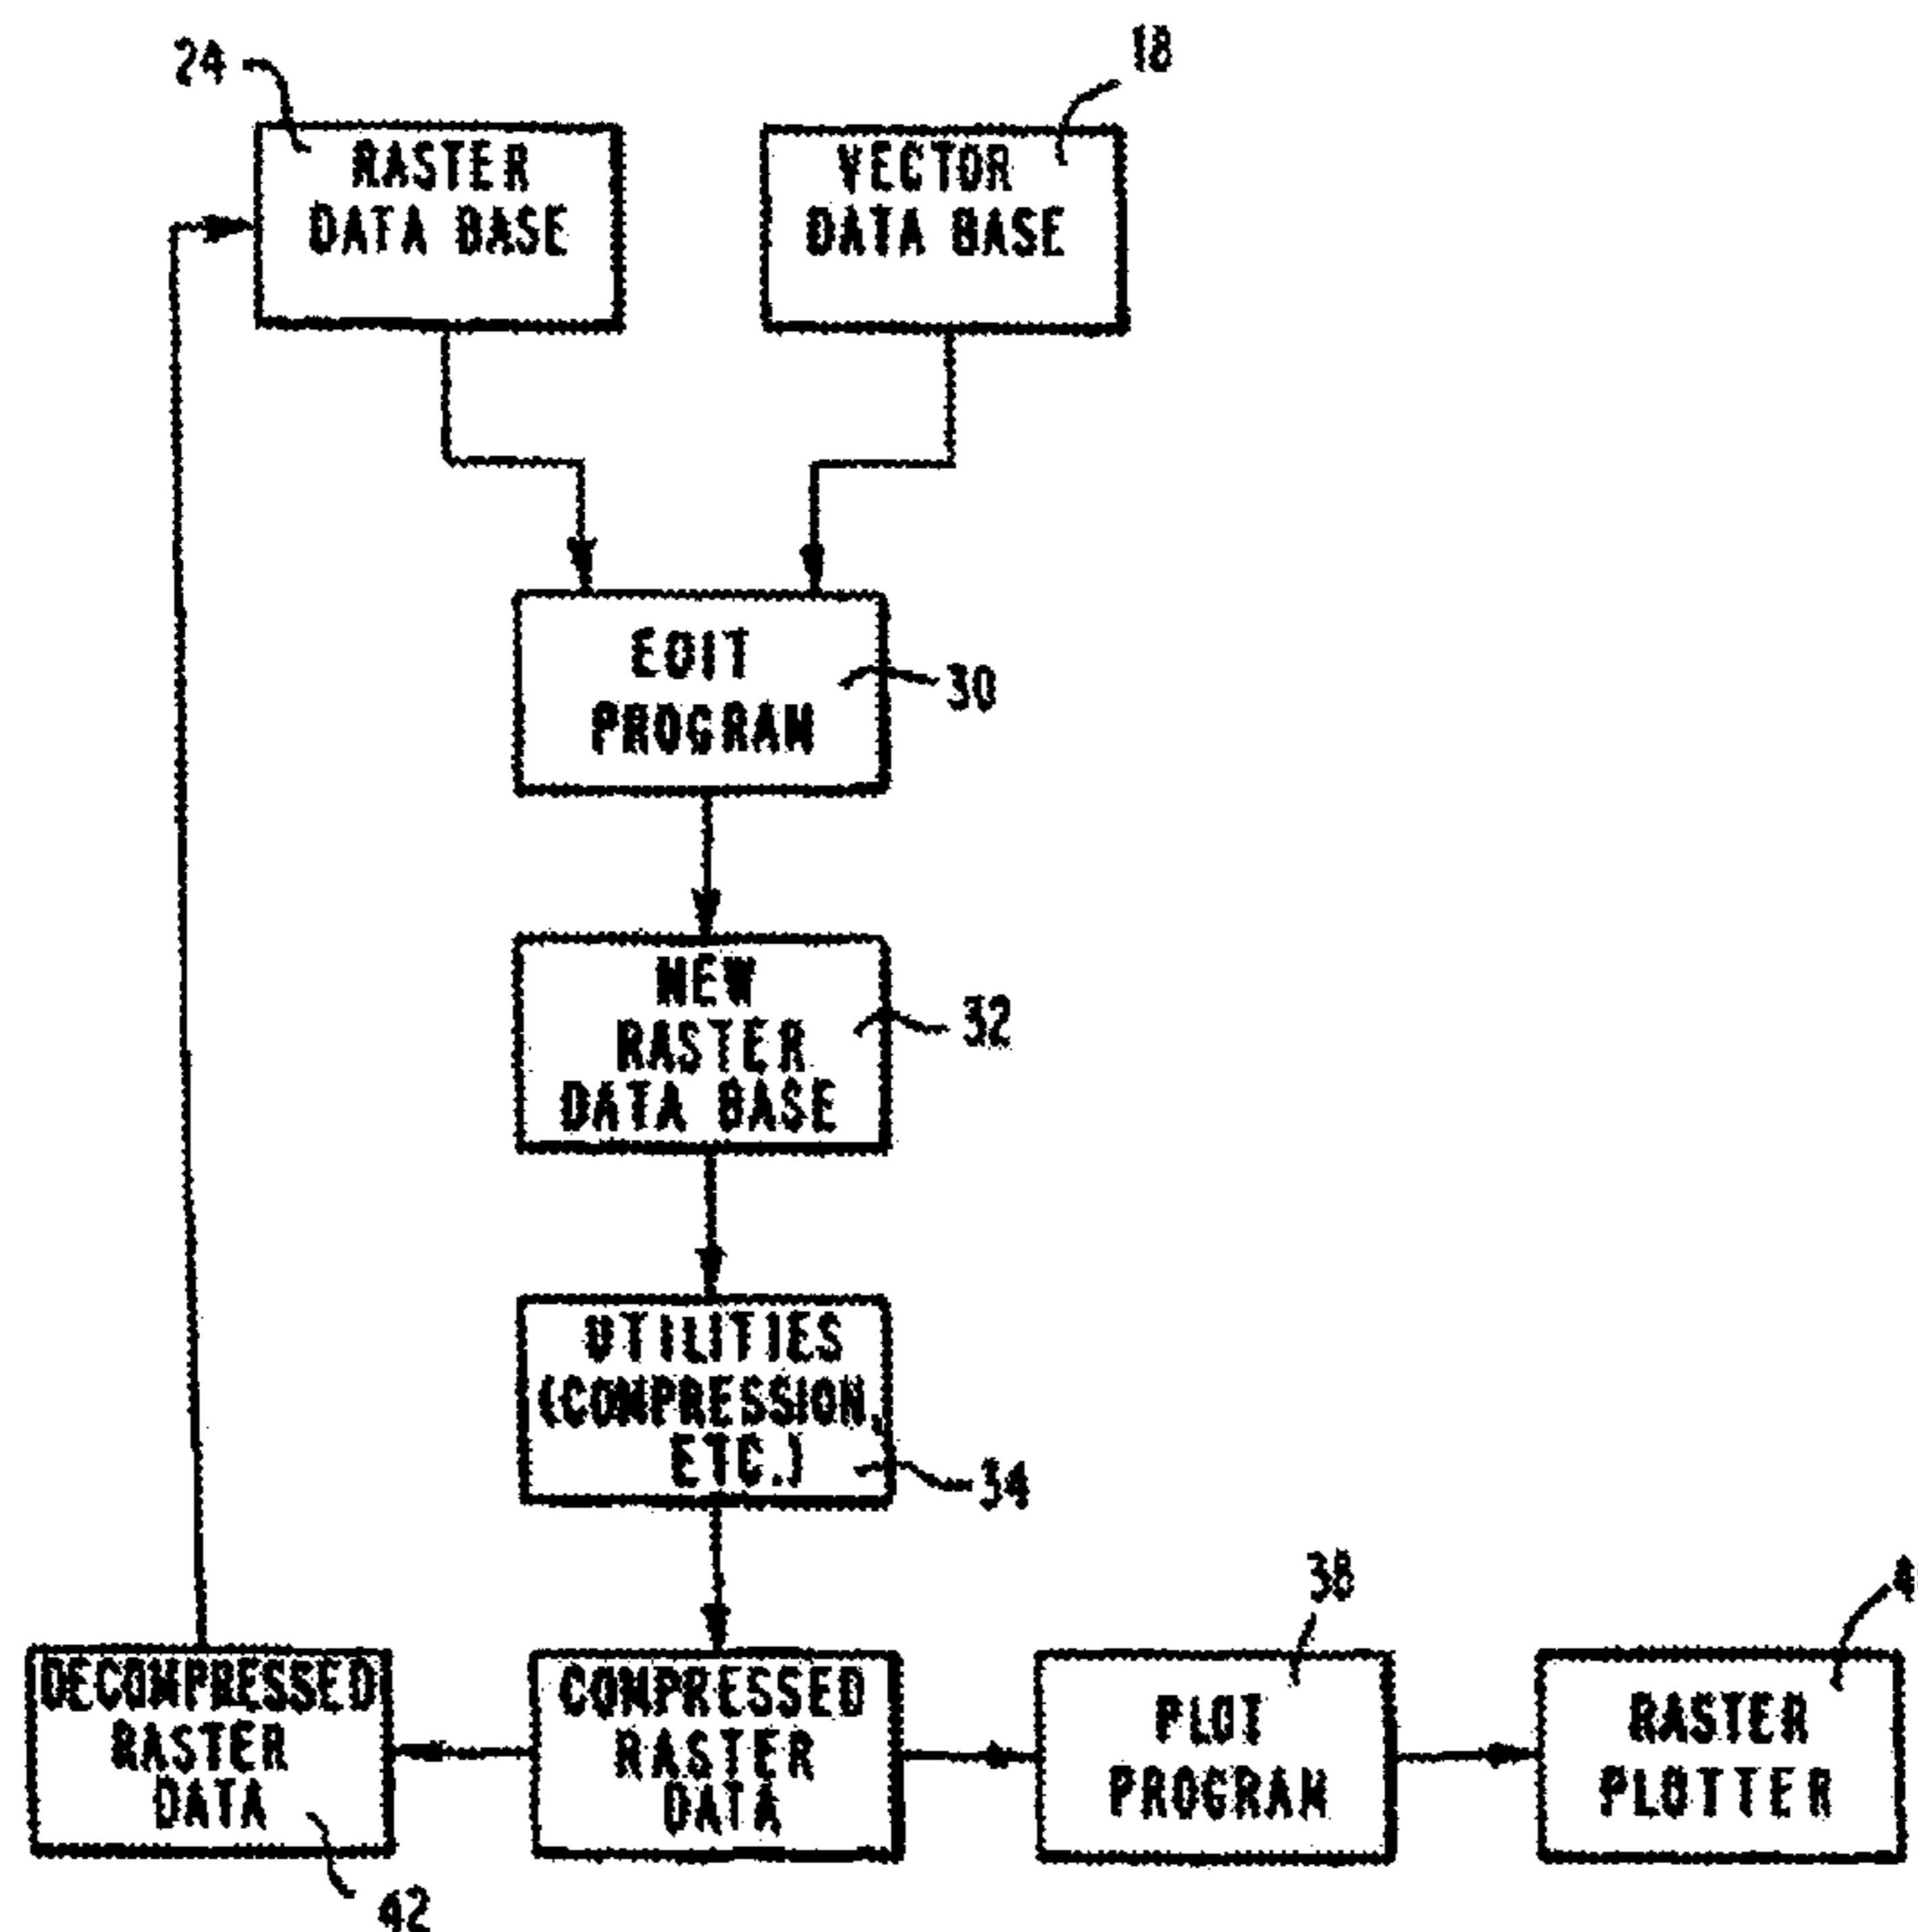 24
18
RASTER
DATA BASE
VECTOR
DATA BASE
EDIT
PROGRAM
30
NEW
RASTER
DATA BASE
32
UTILITIES
(COMPRESSION,
ETC.)
34
38
DECOMPRESSED
RASTER
DATA
COMPRESSED
RASTER
DATA
PLOT
PROGRAM
RASTER
PLOTTER
42